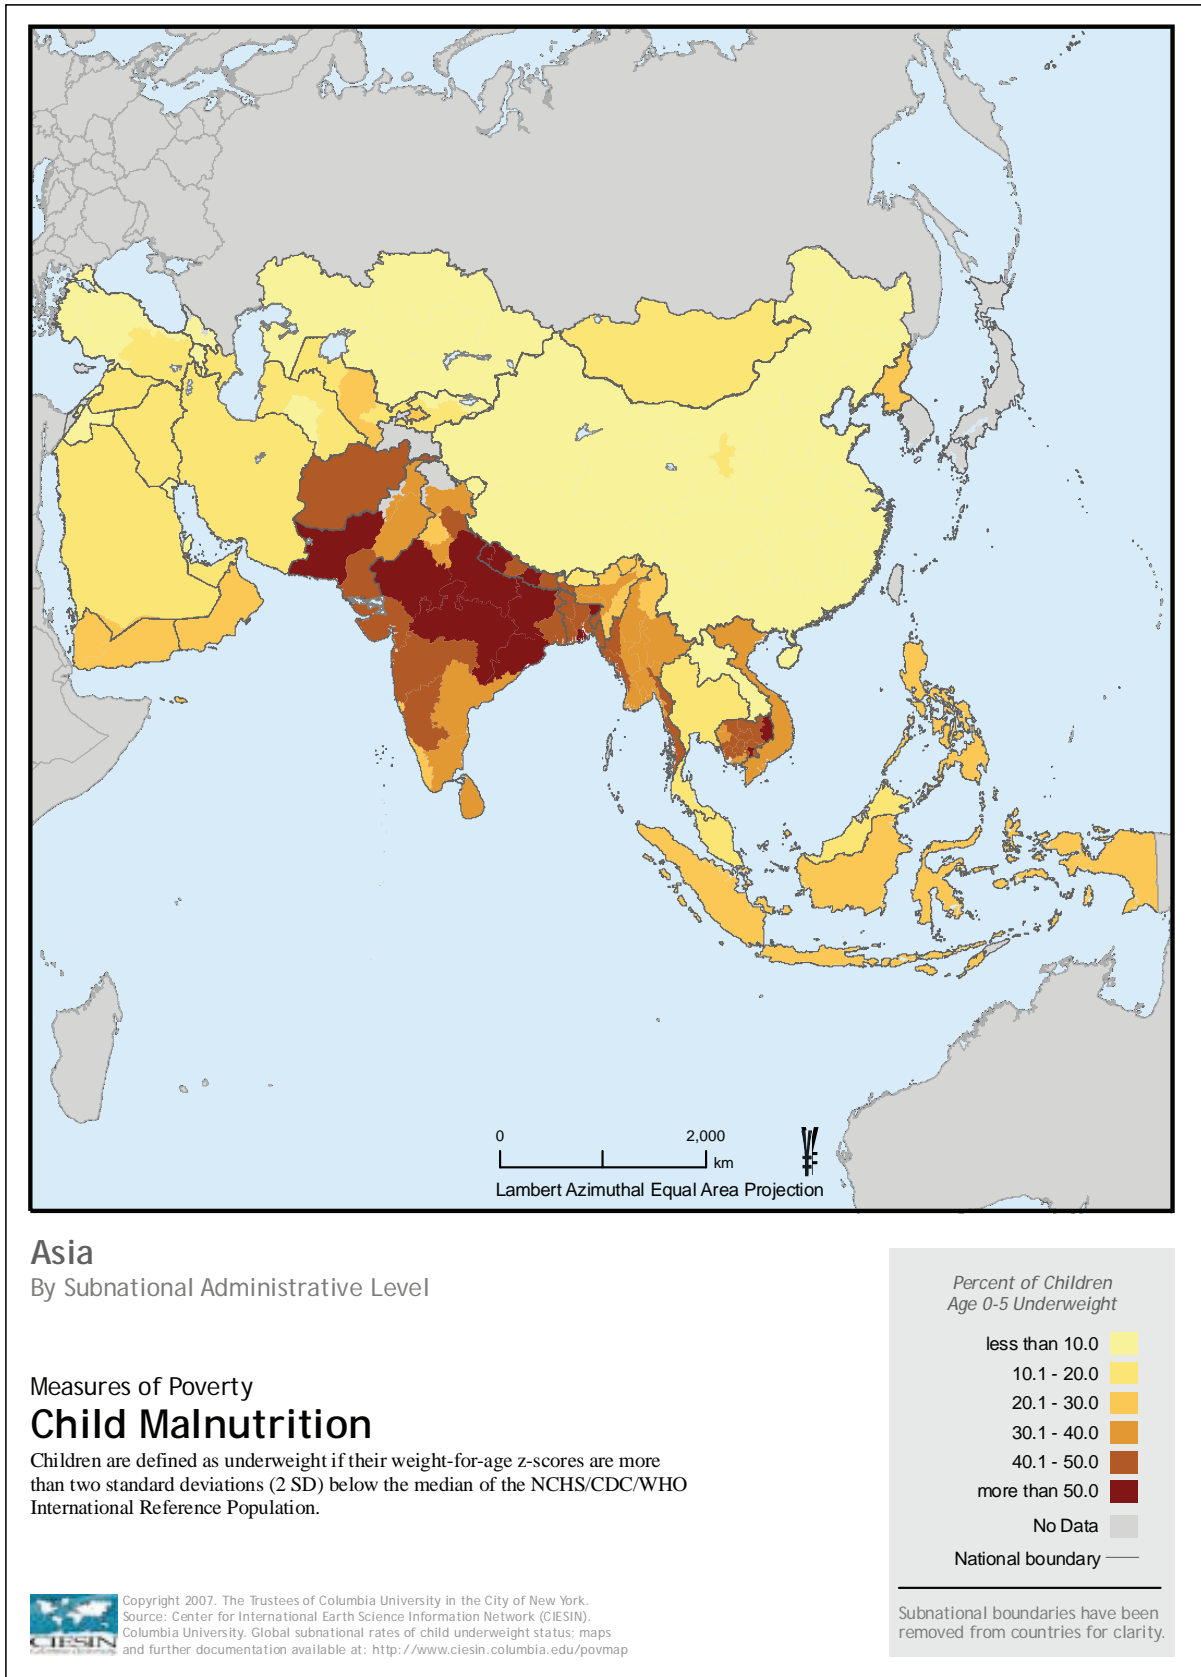 0 2,000
km
Lambert Azimuthal Equal Area Projection
Asia
By Subnational Administrative Level
Measures of Poverty
Child Malnutrition
Children are defined as underweight if their weight-for-age z-scores are more
than two standard deviations (2 SD) below the median of the NCHS/CDC/WHO
International Reference Population.
Percent of Children
Age 0-5 Underweight
less than 10.0
10.1 - 20.0
20.1 - 30.0
30.1 - 40.0
40.1 - 50.0
more than 50.0
No Data
National boundary
Subnational boundaries have been
removed from countries for clarity.
CIESIN
Copyright 2007. The Trustees of Columbia University in the City of New York.
Source: Center for International Earth Science Information Network (CIESIN).
Columbia University. Global subnational rates of child underweight status; maps
and further documentation available at: http://www.ciesin.columbia.edu/povmap